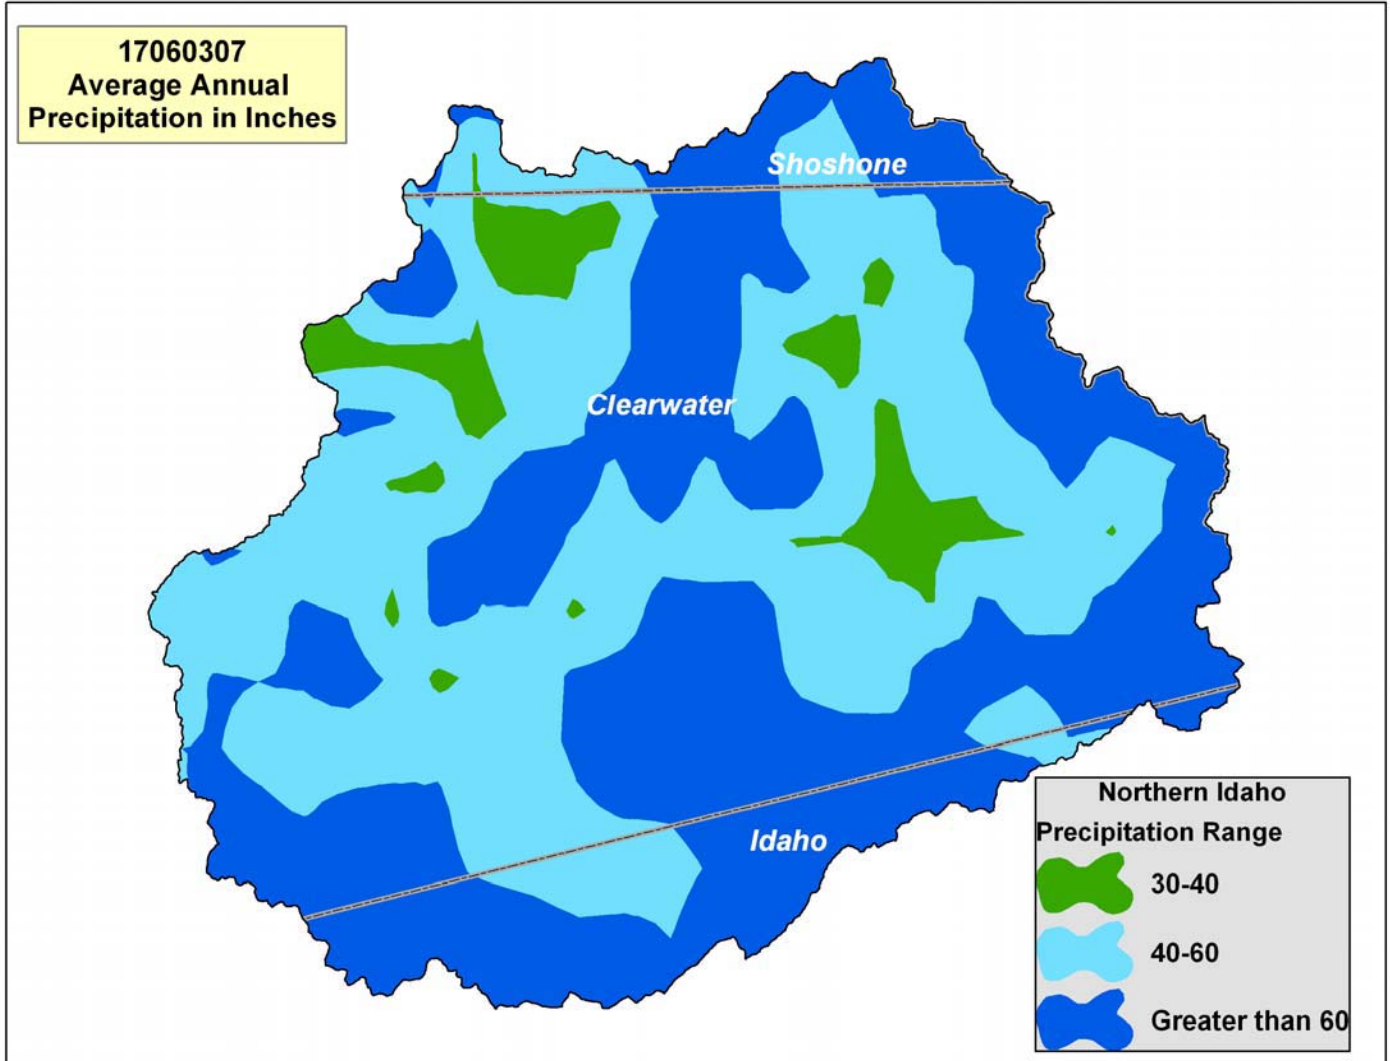 17060307
Average Annual
Precipitation in Inches
Shoshone
Clearwater
Idaho
Northern Idaho
Precipitation Range
30-40
40-60
Greater than 60